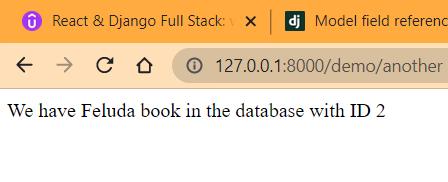 React & Django Full Stack:
Model field referenc
127.0.0.1:8000/demo/another
We have Feluda book in the database with ID 2